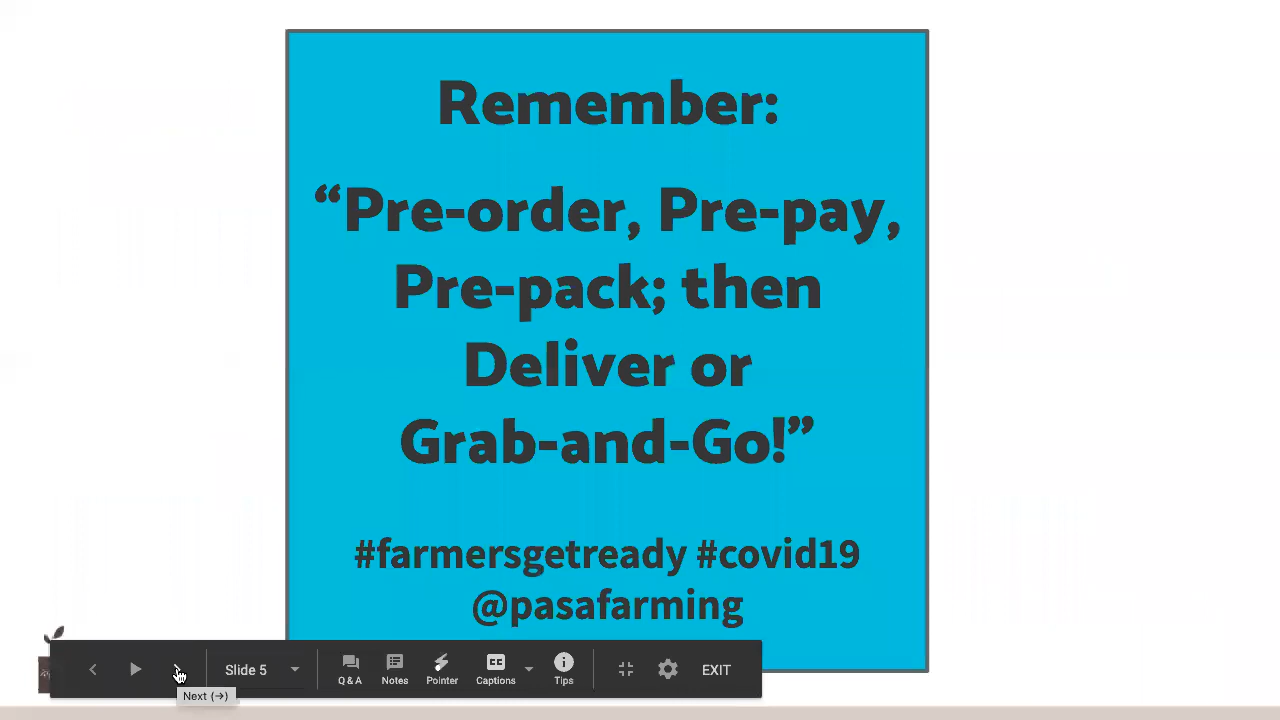 Remember:
“Pre-order, Pre-pay,
Pre-pack; then
Deliver or
Grab-and-Go!”
#farmersgetready #covid19
@pasafarming
Slide 5
Q & A
Notes
Pointer
Captions
Tips
EXIT
Next (→)